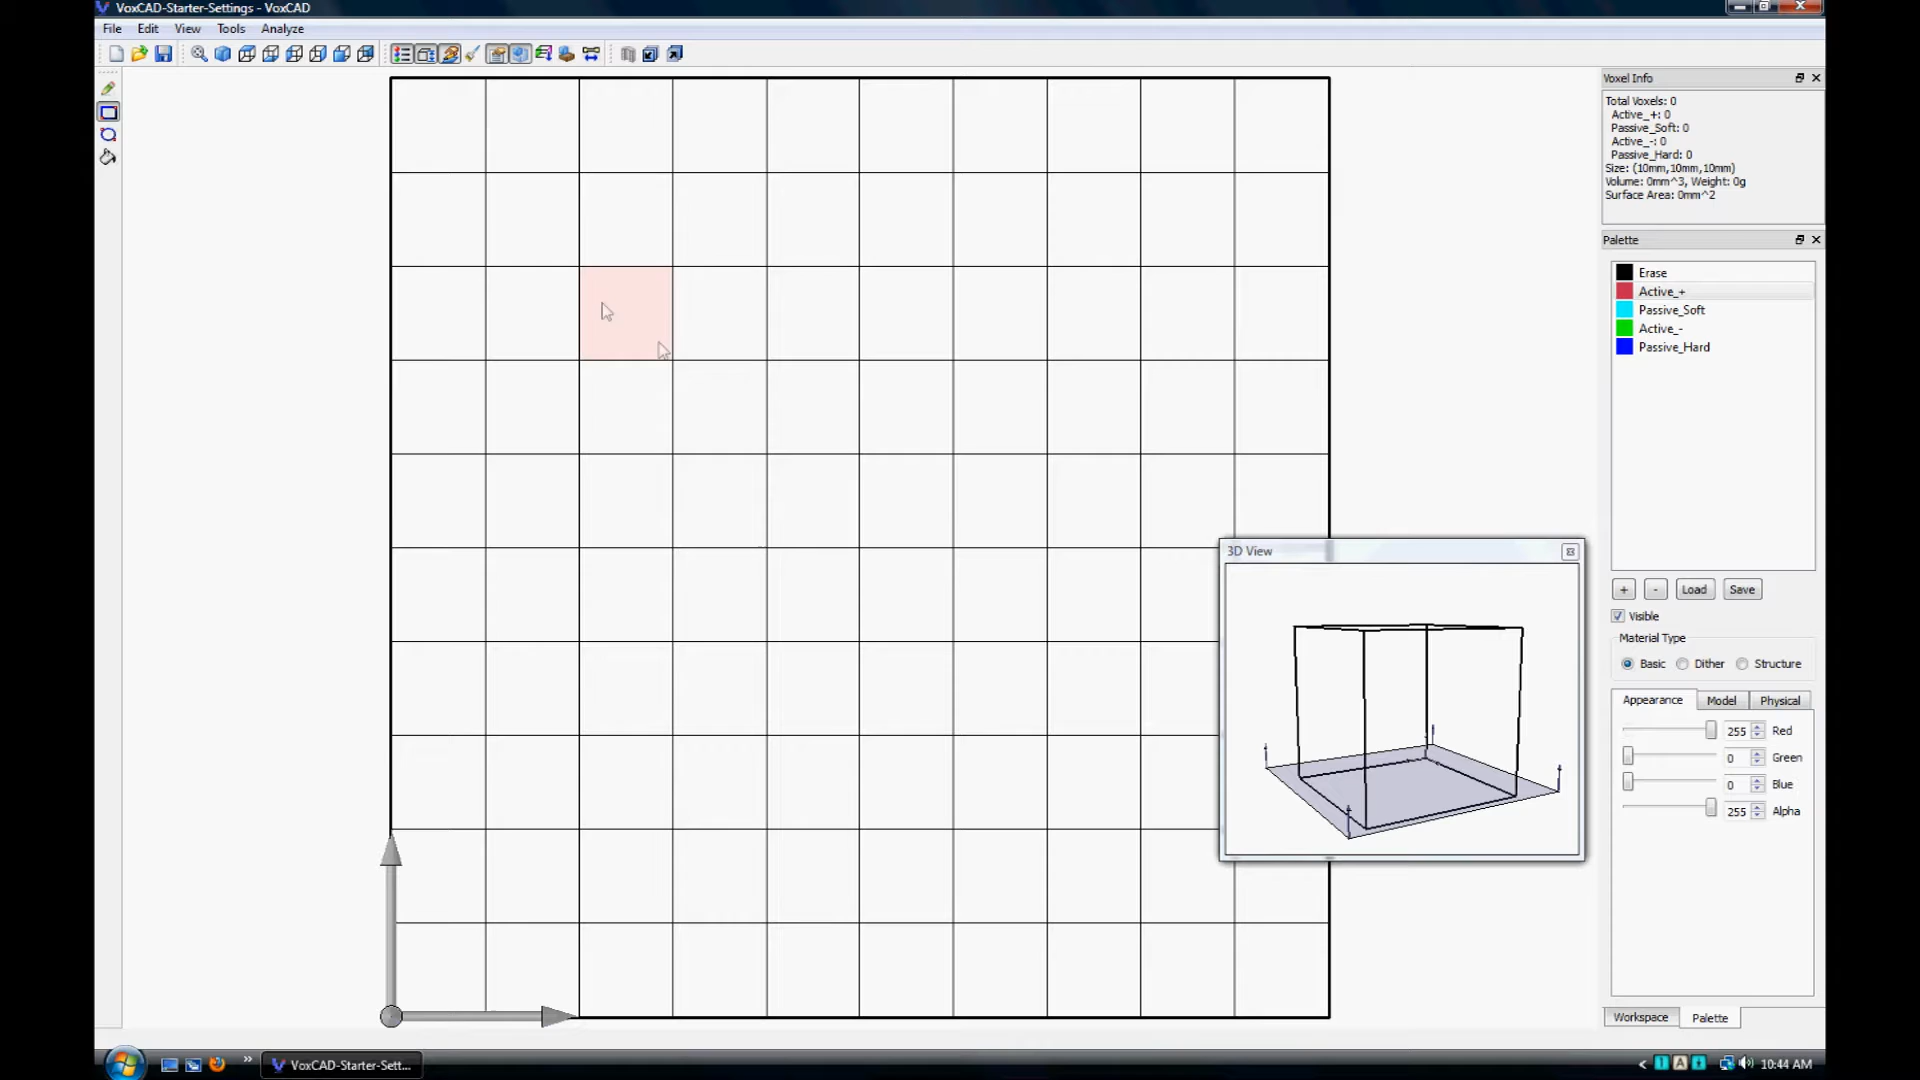 VoxCAD-Starter-Settings - VoxCAD
File Edit View Tools Analyze
Voxel Info
Total Voxels: 0
Active_+: 0
Passive_Soft: 0
Active_-: 0
Passive_Hard: 0
Size: (10mm,10mm,10mm)
Volume: 0mm^3, Weight: 0g
Surface Area: 0mm^2
Palette
Erase
Active_+
Passive_Soft
Active_-
Passive_Hard
3D View
+ - Load Save
Visible
Material Type
Basic Dither Structure
Appearance Model Physical
255 Red
0 Green
0 Blue
255 Alpha
Workspace Palette
» VoxCAD-Starter-Sett... < 1 A 10:44 AM